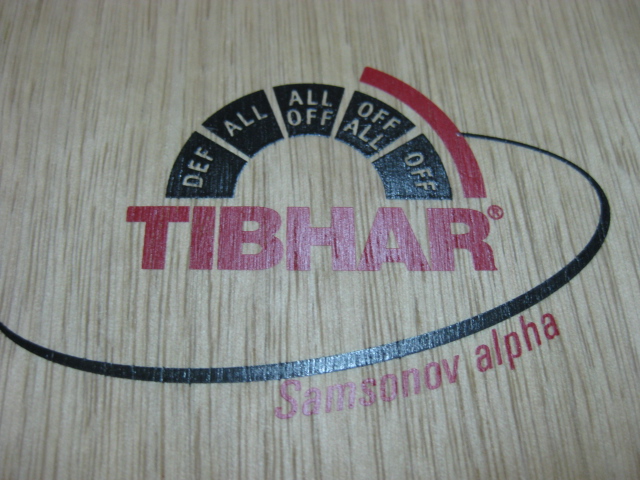 DEF
ALL
ALL
OFF
OFF
ALL
OFF
TIBHAR®
Samsonov alpha